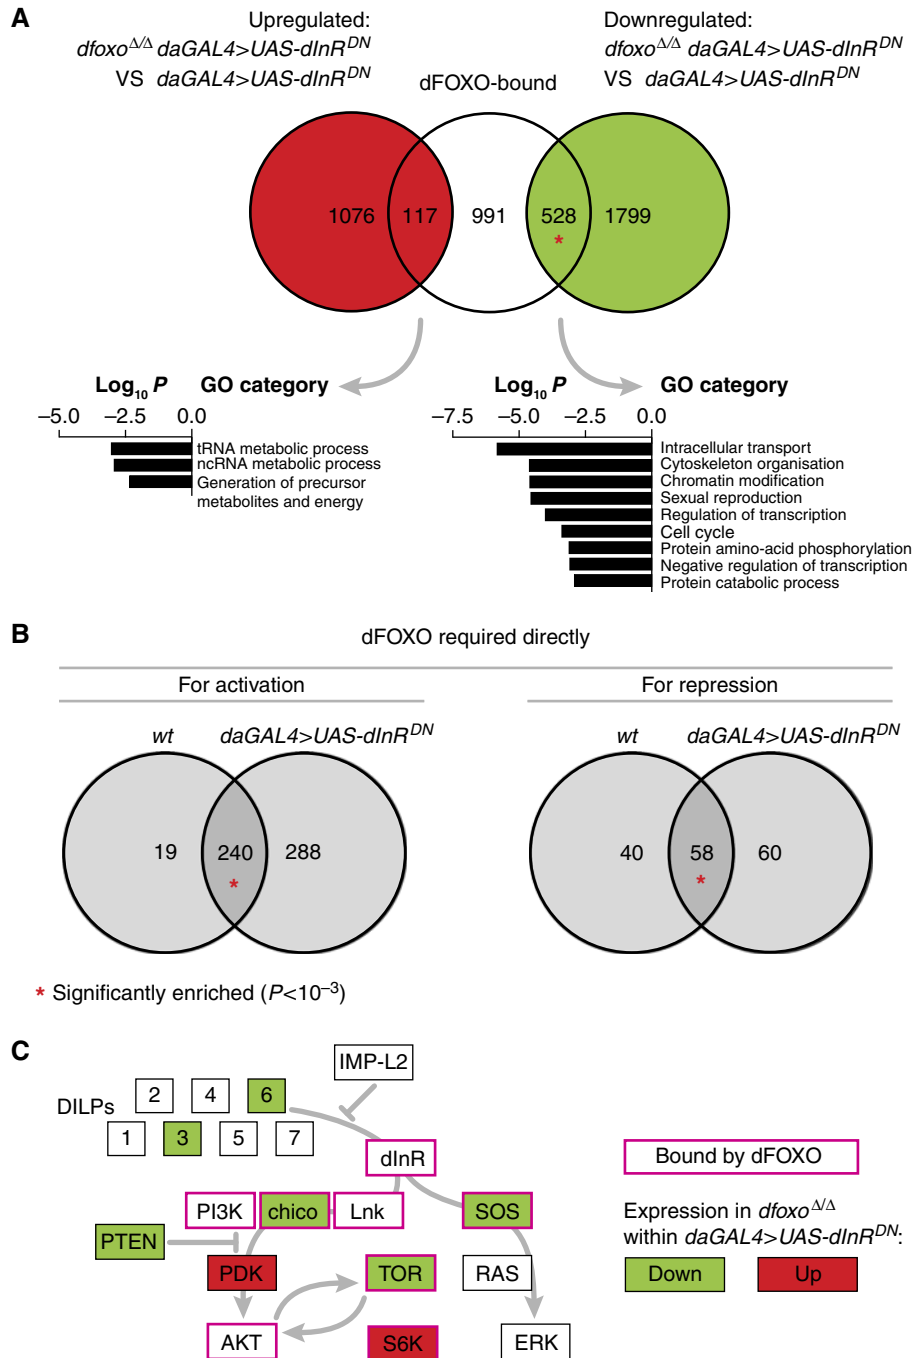 A
Upregulated:
dfoxoΔ/Δ daGAL4>UAS-dInRDN
VS daGAL4>UAS-dInRDN
dFOXO-bound
Downregulated:
dfoxoΔ/Δ daGAL4>UAS-dInRDN
VS daGAL4>UAS-dInRDN
1076 117 991 528 1799
*
Log10 P GO category
−5.0 −2.5 0.0
tRNA metabolic process
ncRNA metabolic process
Generation of precursor
metabolites and energy
Log10 P GO category
−7.5 −5.0 −2.5 0.0
Intracellular transport
Cytoskeleton organisation
Chromatin modification
Sexual reproduction
Regulation of transcription
Cell cycle
Protein amino-acid phosphorylation
Negative regulation of transcription
Protein catabolic process
B
dFOXO required directly
For activation
wt daGAL4>UAS-dInRDN
19 240 288
*
For repression
wt daGAL4>UAS-dInRDN
40 58 60
*
* Significantly enriched (P<10−3)
C
IMP-L2
DILPs
2 4 6
1 3 5 7
dInR
PI3K chico Lnk
SOS
PTEN
PDK
TOR
RAS
AKT
S6K
ERK
Bound by dFOXO
Expression in dfoxoΔ/Δ
within daGAL4>UAS-dInRDN:
Down Up